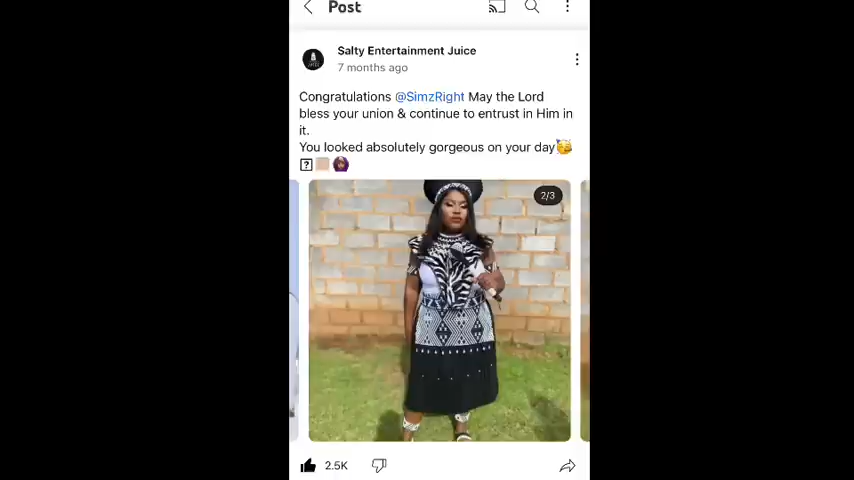 Post
Salty Entertainment Juice
7 months ago
Congratulations @SimzRight May the Lord
bless your union & continue to entrust in Him in
it.
You looked absolutely gorgeous on your day🥳
2/3
2.5K